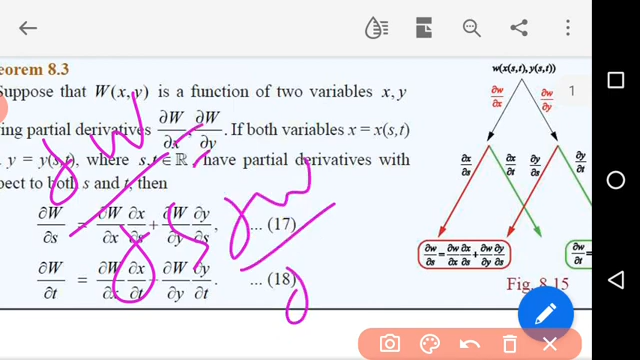 eorem 8.3
Suppose that W(x, y) is a function of two variables x, y
ing partial derivatives ∂W/∂x, ∂W/∂y. If both variables x = x(s, t)
y = y(s, t), where s, t ∈ ℝ, have partial derivatives with
pect to both s and t, then
∂W/∂s = ∂W/∂x ∂x/∂s + ∂W/∂y ∂y/∂s, ... (17)
∂W/∂t = ∂W/∂x ∂x/∂t + ∂W/∂y ∂y/∂t. ... (18)
w(x(s,t), y(s,t))
∂w/∂x ∂w/∂y
1
∂x/∂s ∂x/∂t ∂y/∂s ∂y/∂t
∂w/∂s = ∂w/∂x ∂x/∂s + ∂w/∂y ∂y/∂s
∂w/∂t =
Fig. 8.15
∂W
∂s
∂w